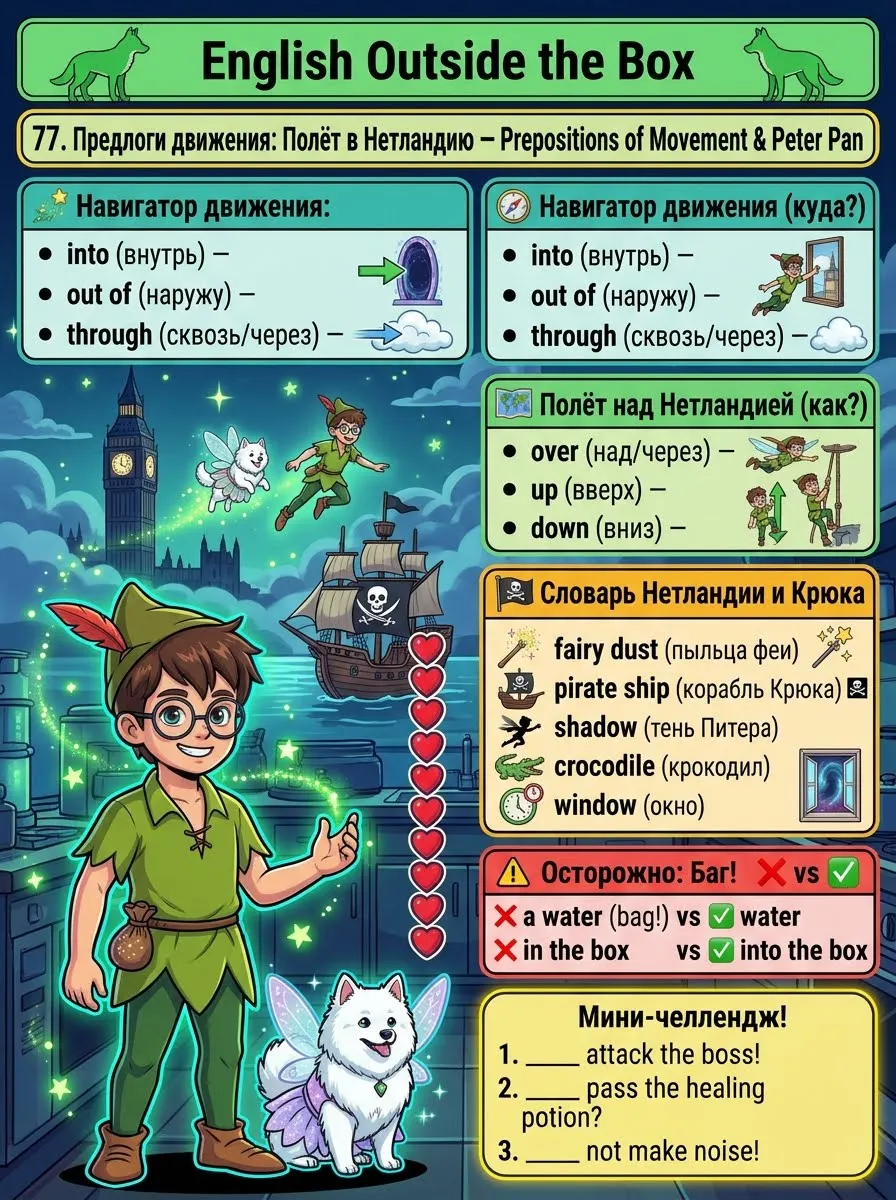 English Outside the Box
77. Предлоги движения: Полёт в Нетландию – Prepositions of Movement & Peter Pan
Навигатор движения:
• into (внутрь) –
• out of (наружу) –
• through (сквозь/через) –
Навигатор движения (куда?)
• into (внутрь) –
• out of (наружу) –
• through (сквозь/через) –
Полёт над Нетландией (как?)
• over (над/через) –
• up (вверх) –
• down (вниз) –
Словарь Нетландии и Крюка
fairy dust (пыльца феи)
pirate ship (корабль Крюка)
shadow (тень Питера)
crocodile (крокодил)
window (окно)
Осторожно: Баг! ❌ vs ✅
❌ a water (bag!) vs ✅ water
❌ in the box vs ✅ into the box
Мини-челлендж!
1. ____ attack the boss!
2. ____ pass the healing
potion?
3. ____ not make noise!